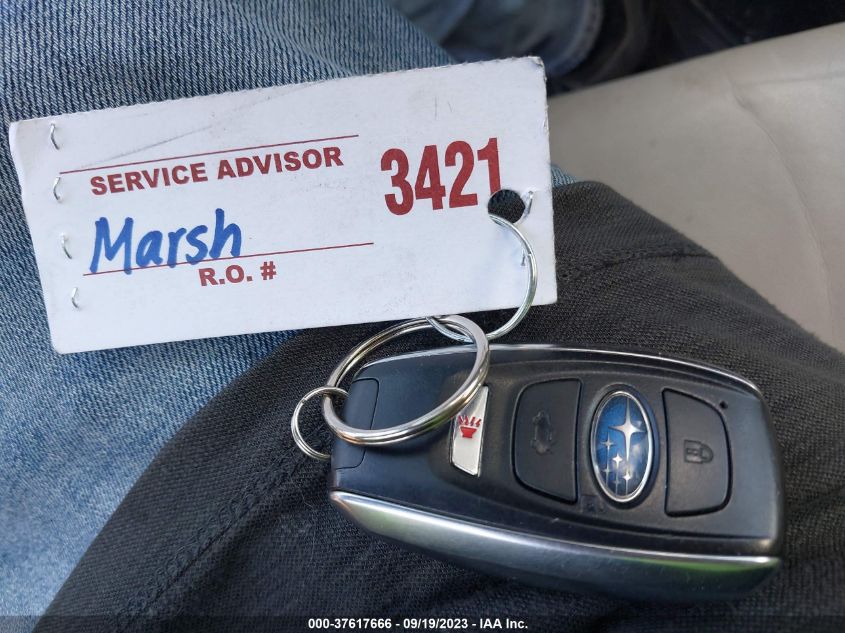 SERVICE ADVISOR
3421
Marsh
R.O. #
000-37617666 - 09/19/2023 - IAA Inc.